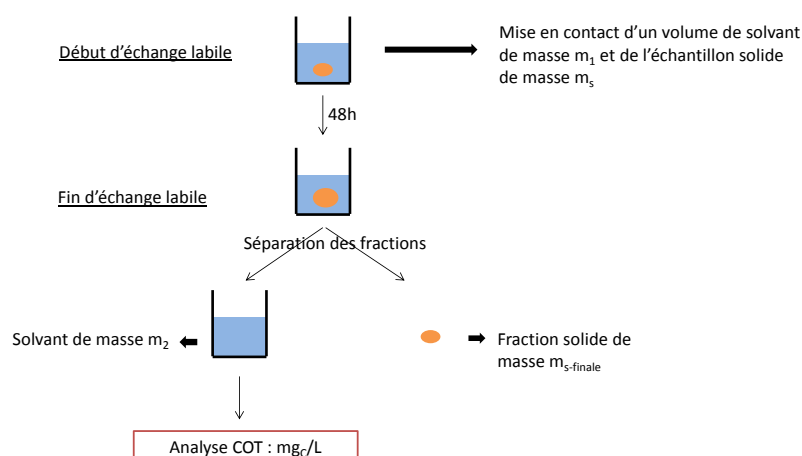 Début d'échange labile
Mise en contact d'un volume de solvant
de masse m₁ et de l'échantillon solide
de masse mₛ
48h
Fin d'échange labile
Séparation des fractions
Solvant de masse m₂
Fraction solide de
masse mₛ₋finale
Analyse COT : mg_C/L